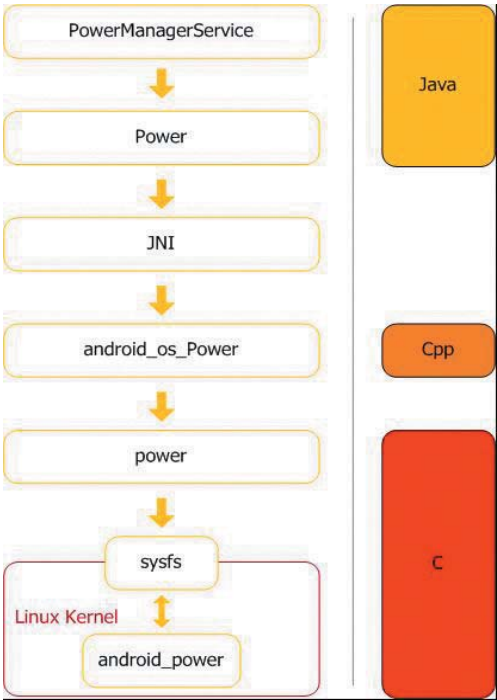 PowerManagerService
Java
Power
JNI
android_os_Power
Cpp
power
sysfs
C
Linux Kernel
android_power